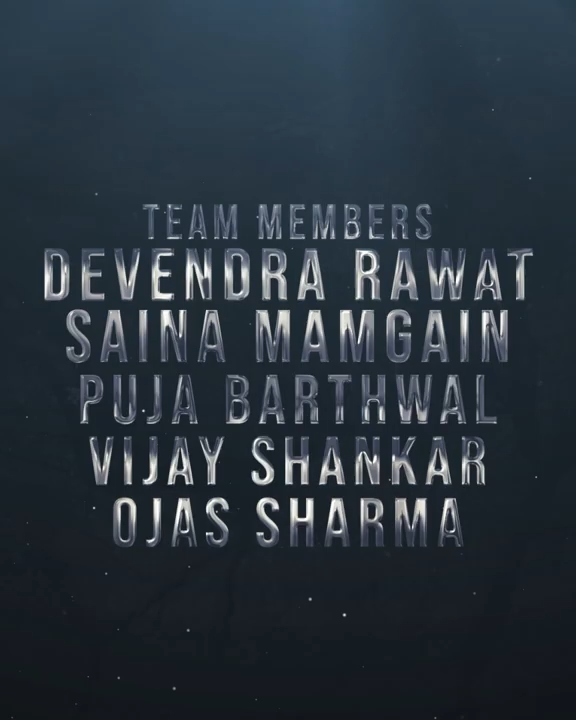 TEAM MEMBERS
DEVENDRA RAWAT
SAINA MAMGAIN
PUJA BARTHWAL
VIJAY SHANKAR
OJAS SHARMA